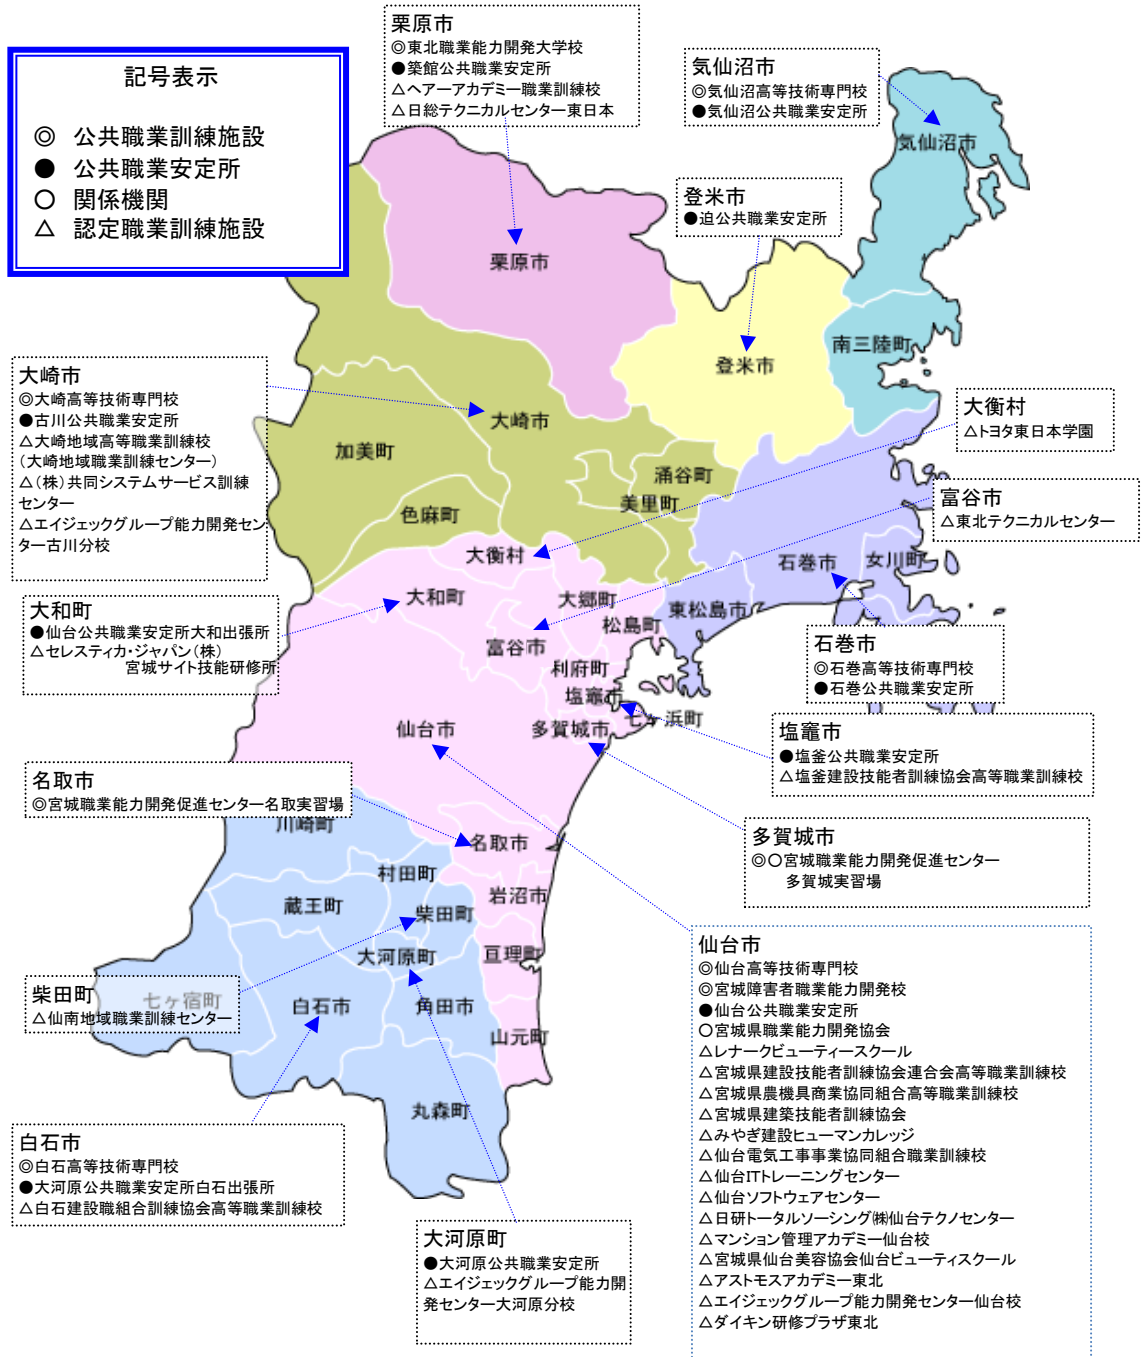 栗原市
◎東北職業能力開発大学校
●築館公共職業安定所
△ヘアーアカデミー職業訓練校
△日総テクニカルセンター東日本
気仙沼市
◎気仙沼高等技術専門校
●気仙沼公共職業安定所
記号表示
◎ 公共職業訓練施設
● 公共職業安定所
○ 関係機関
△ 認定職業訓練施設
登米市
●迫公共職業安定所
気仙沼市
栗原市
南三陸町
登米市
大崎市
◎大崎高等技術専門校
●古川公共職業安定所
△大崎地域高等職業訓練校
(大崎地域職業訓練センター)
△(株)共同システムサービス訓練
センター
△エイジェックグループ能力開発セン
ター古川分校
大衡村
△トヨタ東日本学園
富谷市
△東北テクニカルセンター
大崎市
加美町
涌谷町
美里町
色麻町
大衡村
石巻市
女川町
大和町
大郷町
東松島市
松島町
富谷市
利府町
塩竈市
七ヶ浜町
仙台市
多賀城市
大和町
●仙台公共職業安定所大和出張所
△セレスティカ・ジャパン(株)
宮城サイト技能研修所
石巻市
◎石巻高等技術専門校
●石巻公共職業安定所
塩竈市
●塩釜公共職業安定所
△塩釜建設技能者訓練協会高等職業訓練校
名取市
◎宮城職業能力開発促進センター名取実習場
多賀城市
◎○宮城職業能力開発促進センター
多賀城実習場
川崎町
名取市
村田町
岩沼市
蔵王町
柴田町
大河原町
亘理町
七ヶ宿町
白石市
角田市
山元町
丸森町
柴田町
△仙南地域職業訓練センター
仙台市
◎仙台高等技術専門校
◎宮城障害者職業能力開発校
●仙台公共職業安定所
○宮城県職業能力開発協会
△レナークビューティースクール
△宮城県建設技能者訓練協会連合会高等職業訓練校
△宮城県農機具商業協同組合高等職業訓練校
△宮城県建築技能者訓練協会
△みやぎ建設ヒューマンカレッジ
△仙台電気工事事業協同組合職業訓練校
△仙台ITトレーニングセンター
△仙台ソフトウェアセンター
△日研トータルソーシング㈱仙台テクノセンター
△マンション管理アカデミー仙台校
△宮城県仙台美容協会仙台ビューティスクール
△アストモスアカデミー東北
△エイジェックグループ能力開発センター仙台校
△ダイキン研修プラザ東北
白石市
◎白石高等技術専門校
●大河原公共職業安定所白石出張所
△白石建設職組合訓練協会高等職業訓練校
大河原町
●大河原公共職業安定所
△エイジェックグループ能力開
発センター大河原分校